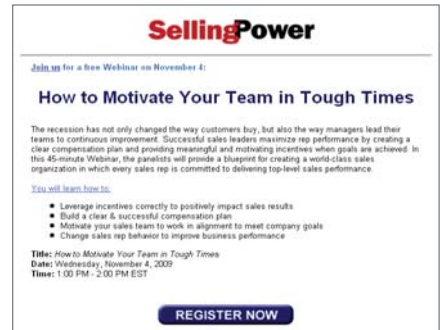 SellingPower
Join us for a free Webinar on November 4:
How to Motivate Your Team in Tough Times
The recession has not only changed the way customers buy, but also the way managers lead their
teams to continuous improvement. Successful sales leaders maximize rep performance by creating a
clear compensation plan and providing meaningful and motivating incentives when goals are achieved. In
this 45-minute Webinar, the panelists will provide a blueprint for creating a world-class sales
organization in which every sales rep is committed to delivering top-level sales performance.
You will learn how to:
● Leverage incentives correctly to positively impact sales results
● Build a clear & successful compensation plan
● Motivate your sales team to work in alignment to meet company goals
● Change sales rep behavior to improve business performance
Title: How to Motivate Your Team in Tough Times
Date: Wednesday, November 4, 2009
Time: 1:00 PM - 2:00 PM EST
REGISTER NOW